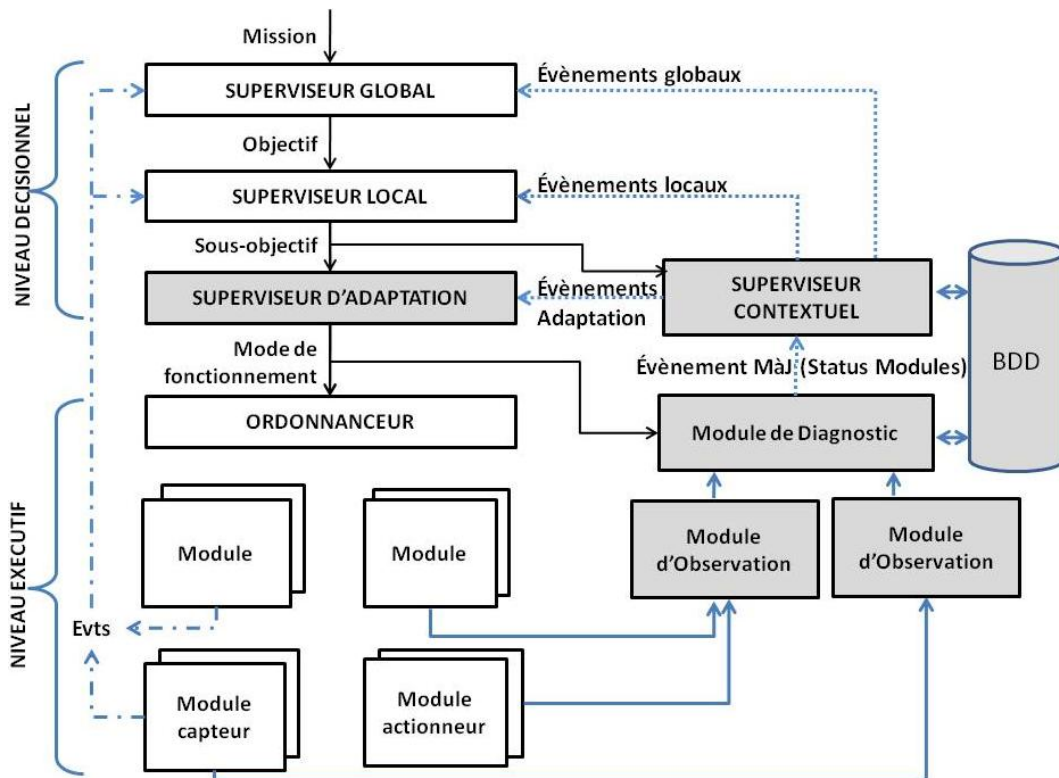 Mission
SUPERVISEUR GLOBAL
Évènements globaux
Objectif
SUPERVISEUR LOCAL
Évènements locaux
Sous-objectif
SUPERVISEUR D'ADAPTATION
Évènements
Adaptation
SUPERVISEUR
CONTEXTUEL
BDD
Mode de
fonctionnement
Évènement MàJ (Status Modules)
ORDONNANCEUR
Module de Diagnostic
NIVEAU DECISIONNEL
NIVEAU EXECUTIF
Module
Module
Module
d'Observation
Module
d'Observation
Evts
Module
capteur
Module
actionneur